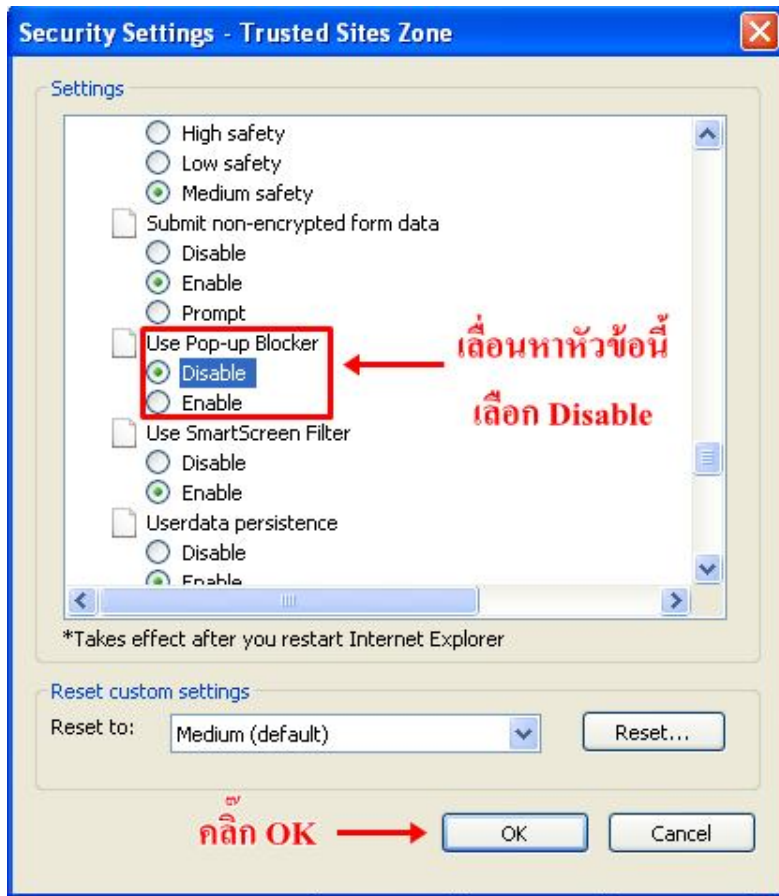 Security Settings - Trusted Sites Zone
Settings
High safety
Low safety
Medium safety
Submit non-encrypted form data
Disable
Enable
Prompt
Use Pop-up Blocker
Disable
Enable
เลื่อนหาหัวข้อนี้
เลือก Disable
Use SmartScreen Filter
Disable
Enable
Userdata persistence
Disable
Enable
*Takes effect after you restart Internet Explorer
Reset custom settings
Reset to: Medium (default) Reset...
คลิ๊ก OK OK Cancel